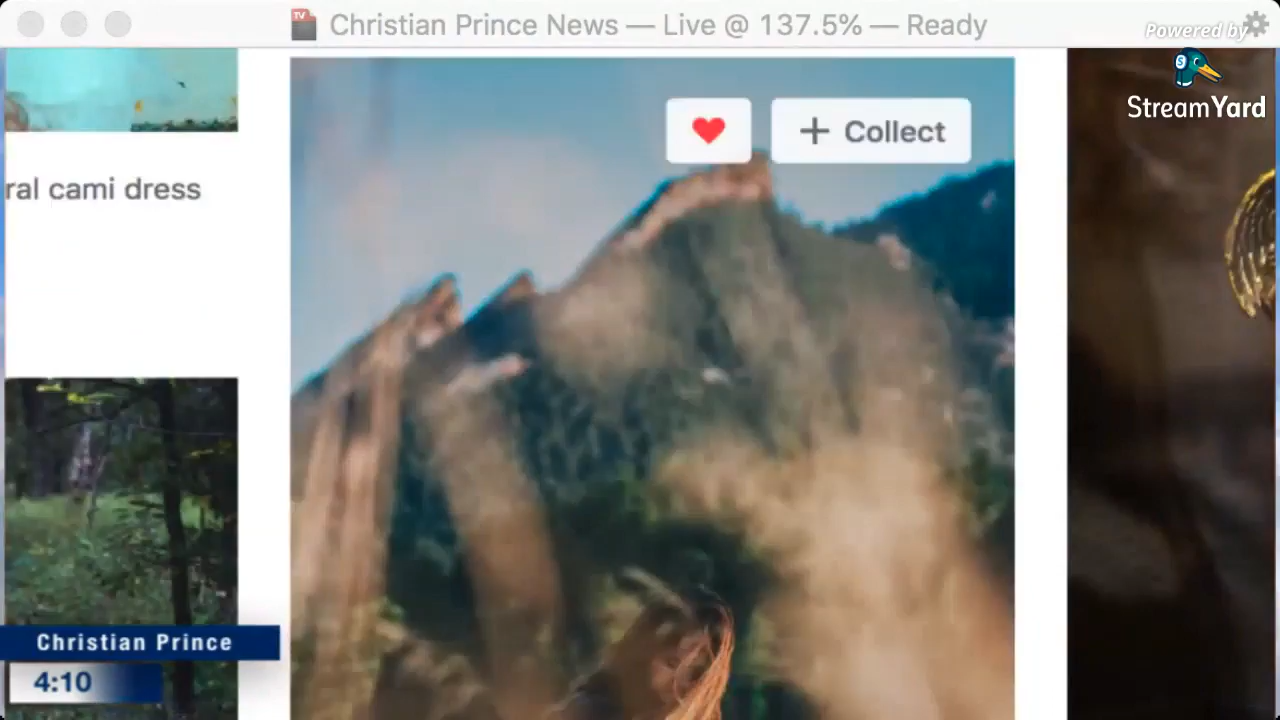 Christian Prince News — Live @ 137.5% — Ready
Powered by
StreamYard
Collect
ral cami dress
Christian Prince
4:10